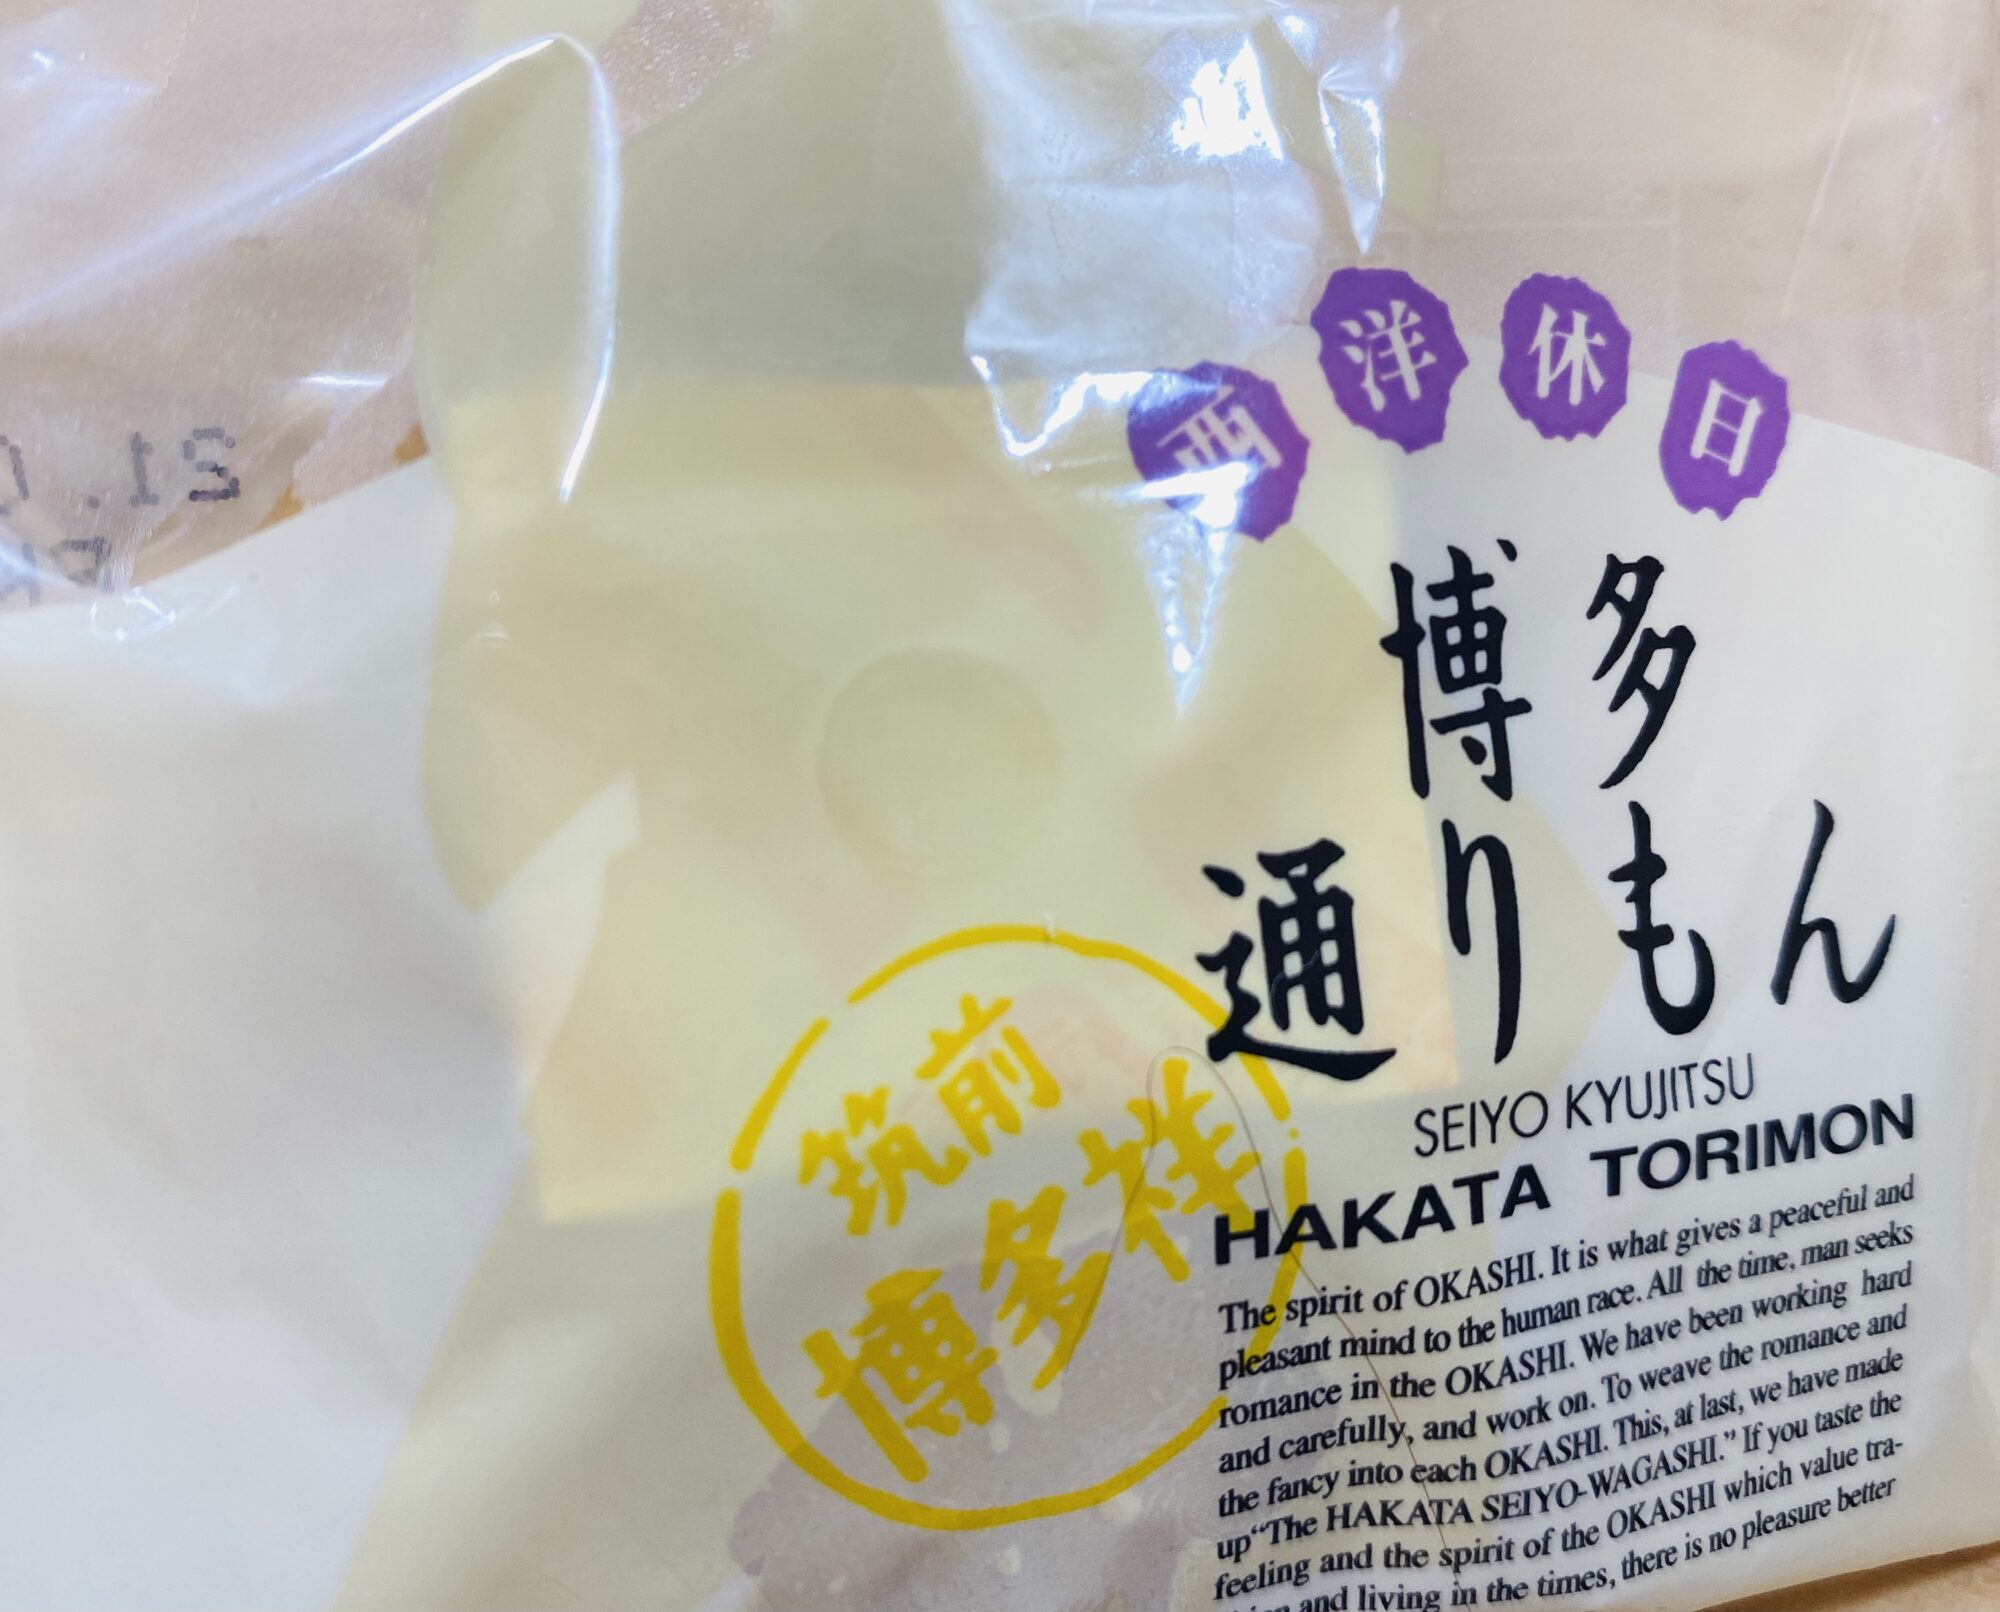 西洋休日
博多
通りもん
SEIYO KYUJITSU
HAKATA TORIMON
The spirit of OKASHI. It is what gives a peaceful and
pleasant mind to the human race. All the time, man seeks
romance in the OKASHI. We have been working hard
and carefully, and work on. To weave the romance and
the fancy into each OKASHI. This, at last, we have made
up “The HAKATA SEIYO-WAGASHI.” If you taste the
feeling and the spirit of the OKASHI which value tra-
and living in the times, there is no pleasure better
筑前
博多祥